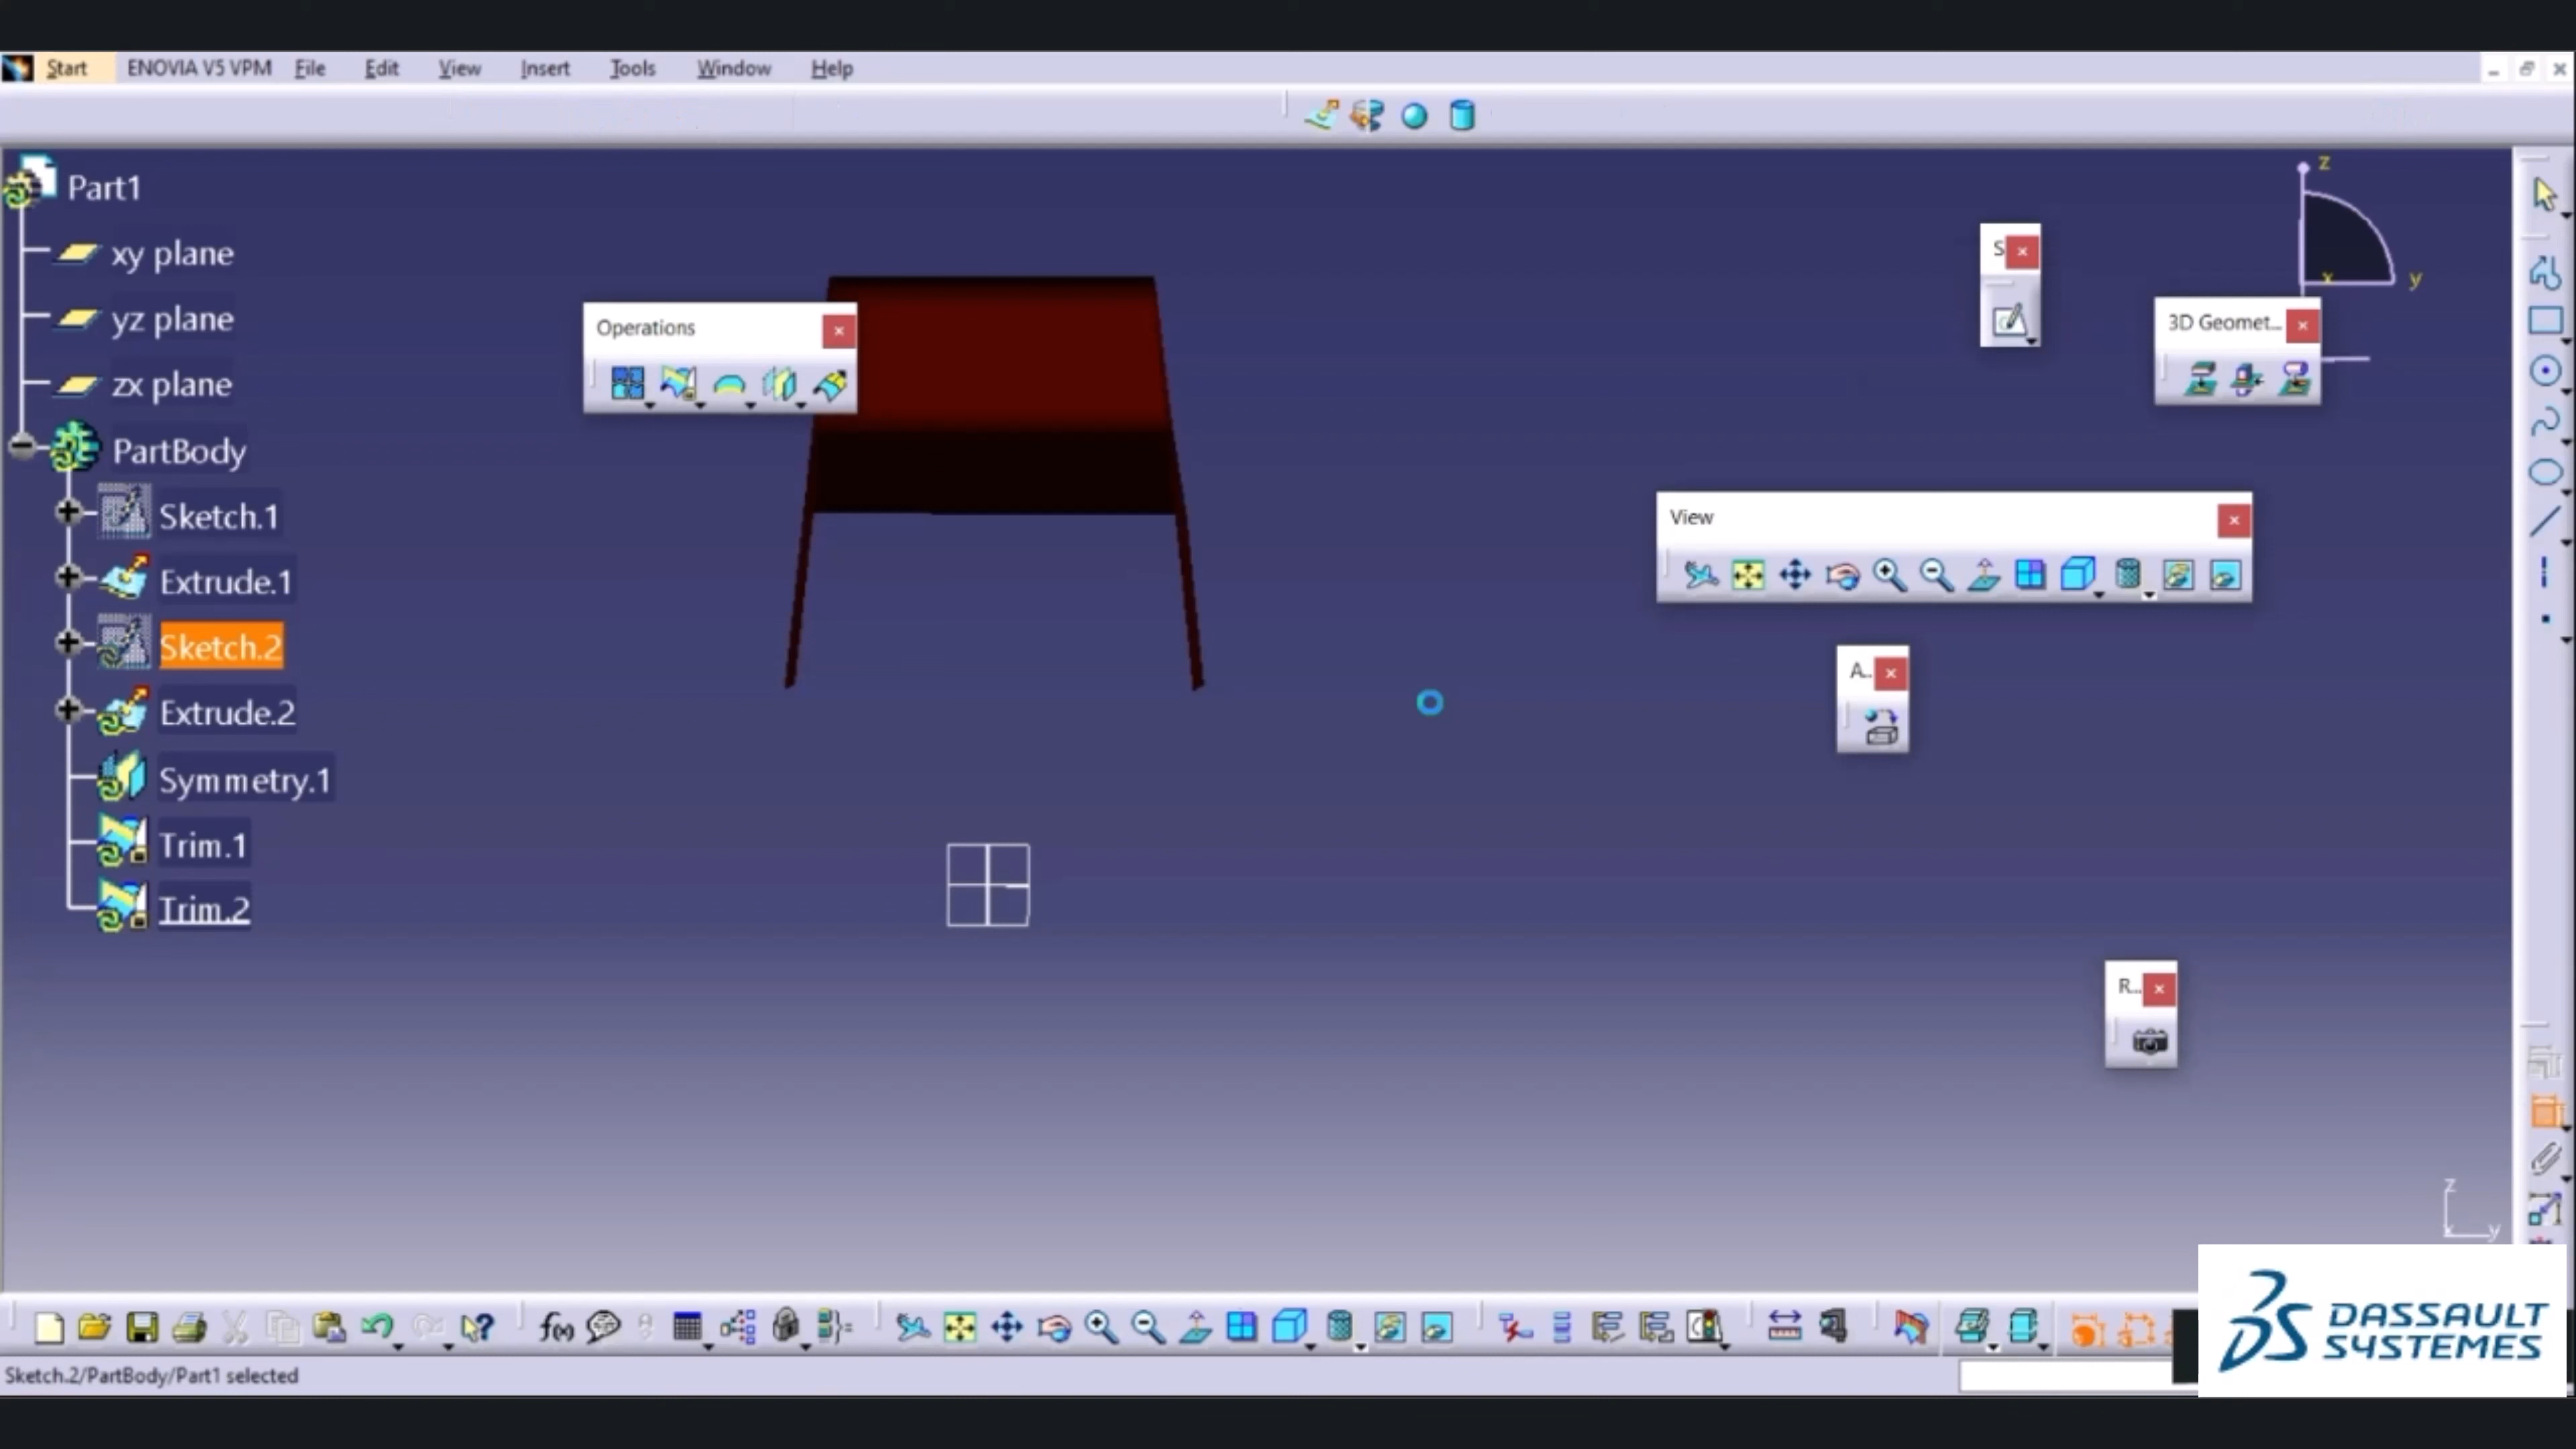 Start ENOVIA V5 VPM File Edit View Insert Tools Window Help
Part1
xy plane
yz plane
zx plane
PartBody
Sketch.1
Extrude.1
Sketch.2
Extrude.2
Symmetry.1
Trim.1
Trim.2
Operations
S
z
x
y
3D Geomet...
View
A..
R...
z
x
y
f(x)
Sketch.2/PartBody/Part1 selected
DASSAULT
SYSTEMES